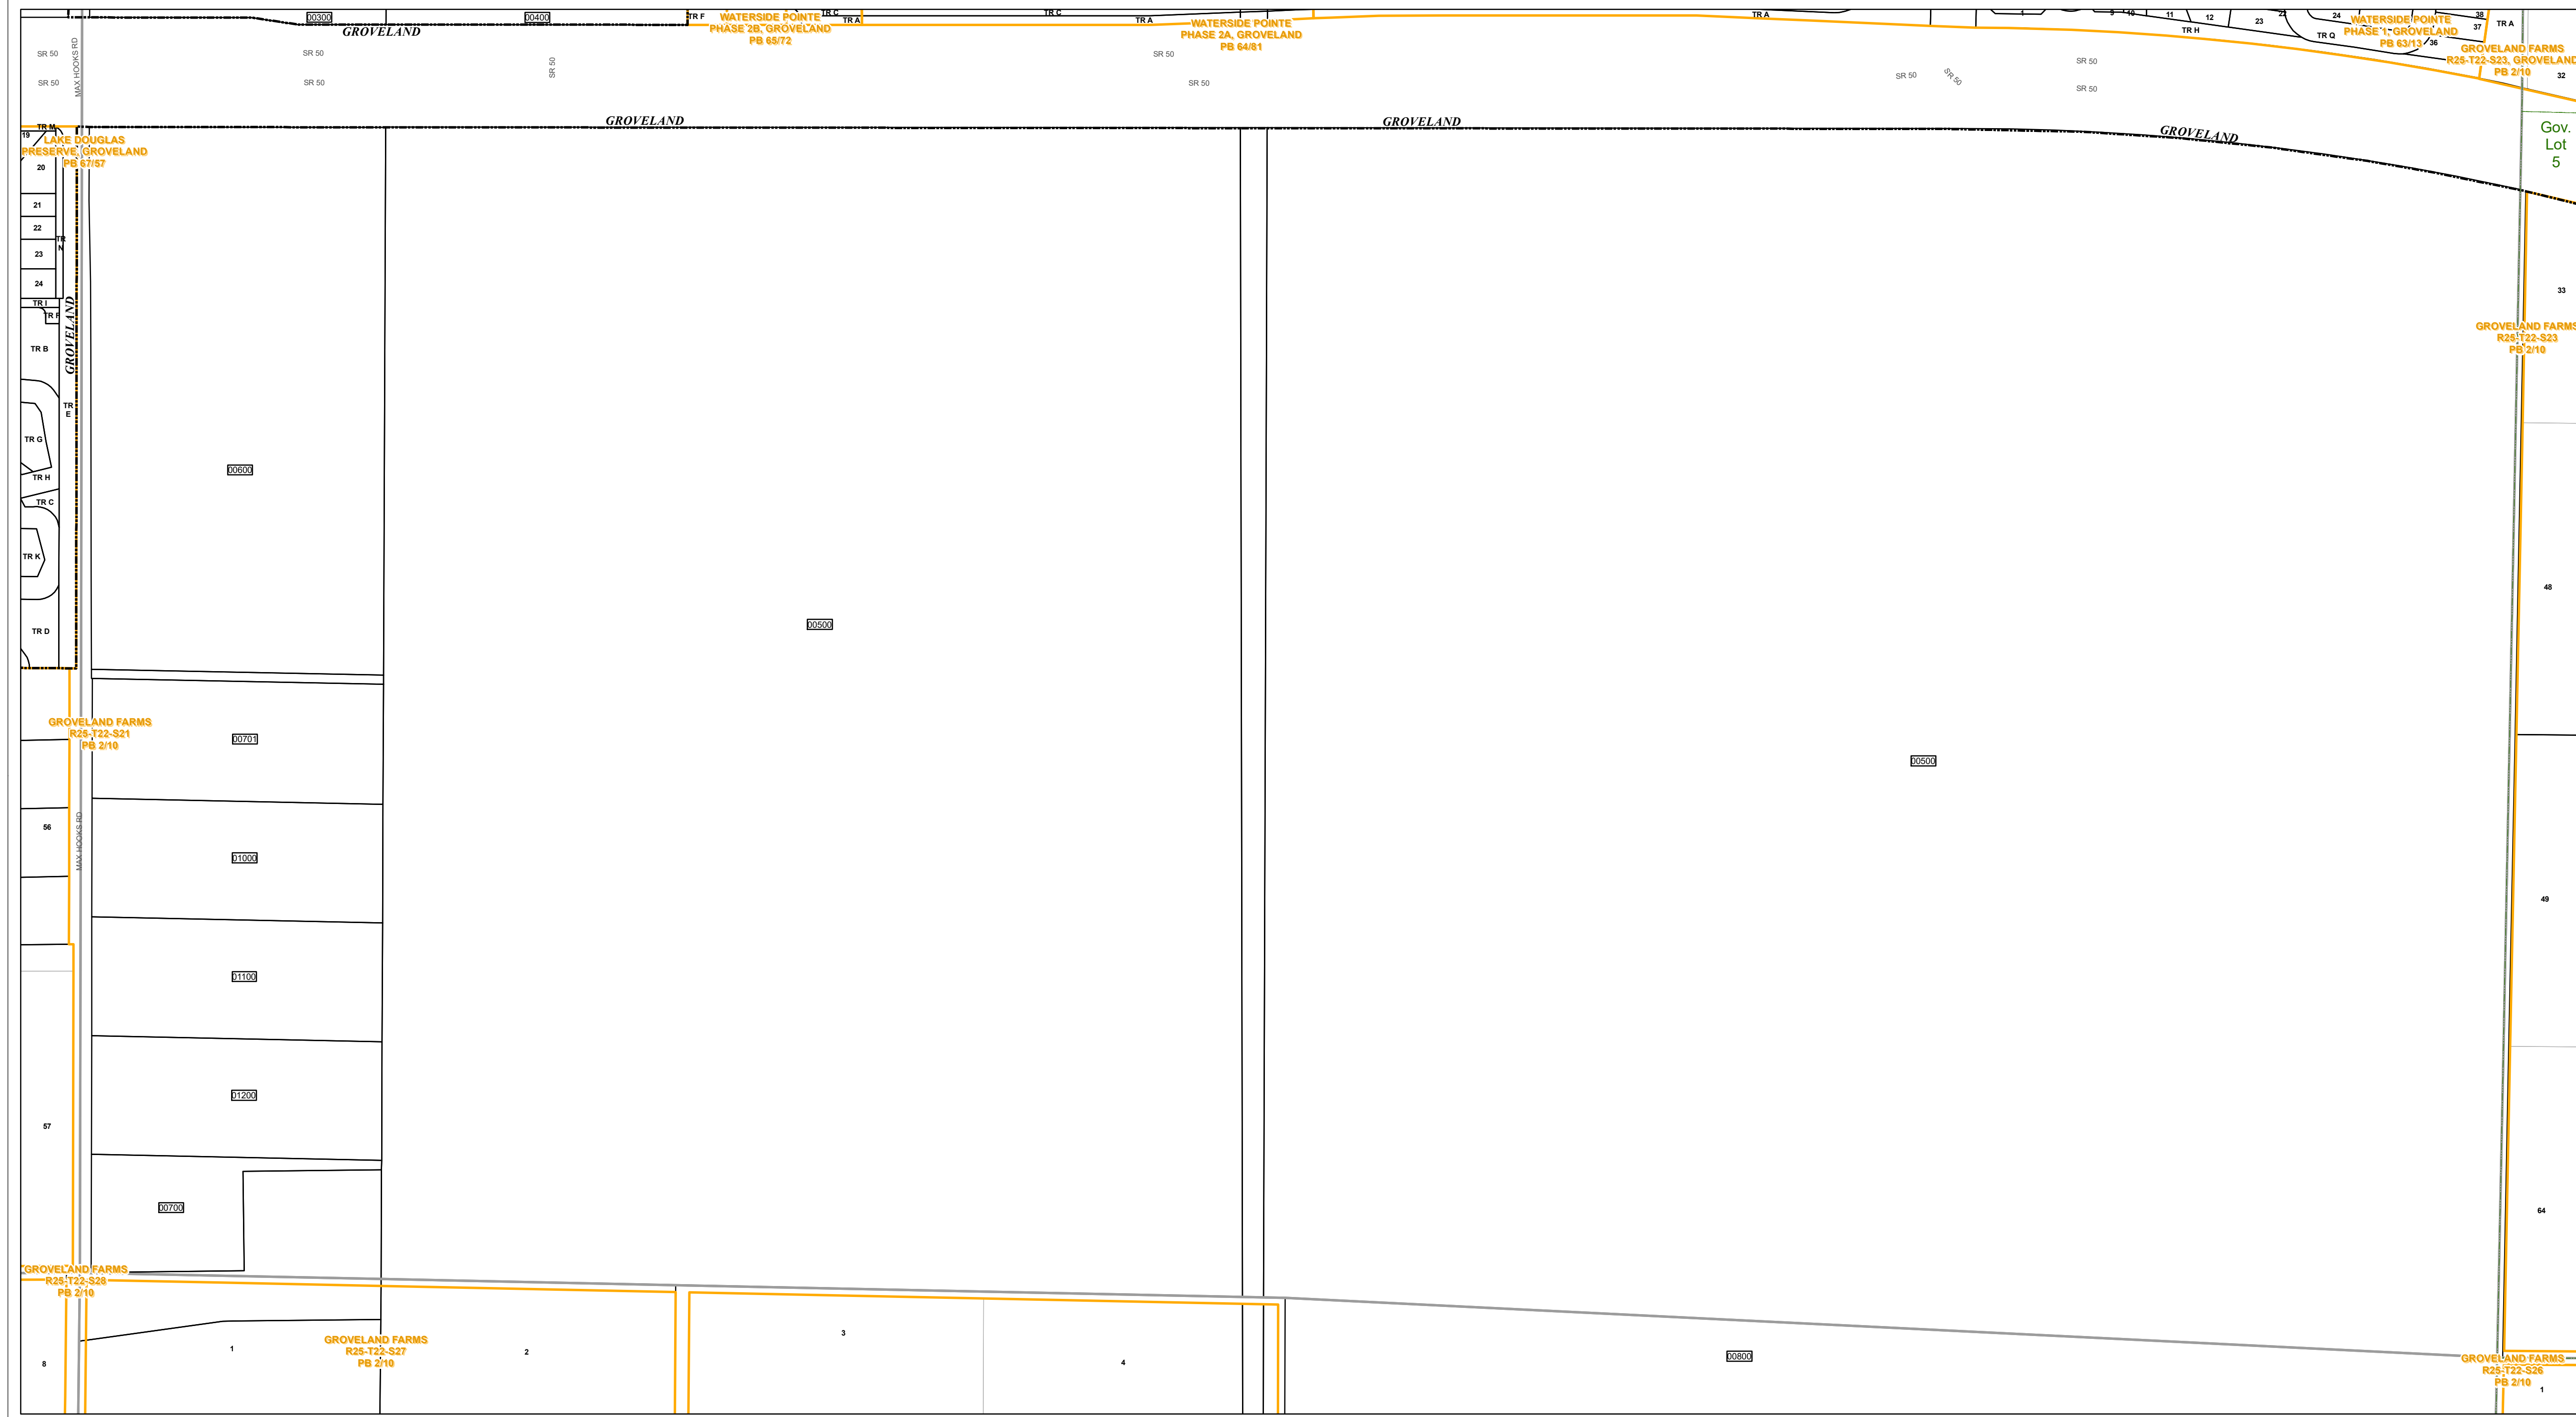 00300
00400
TR F
WATERSIDE POINTE
PHASE 2B, GROVELAND
PB 65/72
TR C
TR A
TR C
TR A
WATERSIDE POINTE
PHASE 2A, GROVELAND
PB 64/81
TR A
1
9
10
11
12
23
22
24
TR H
TR Q
WATERSIDE POINTE
PHASE 1, GROVELAND
PB 63/13
36
38
37
TR A
GROVELAND FARMS
R25-T22-S23, GROVELAND
PB 2/10
32
GROVELAND
SR 50
SR 50
MAX HOOKS RD
SR 50
SR 50
SR 50
SR 50
SR 50
SR 50
SR 50
SR 50
SR 50
GROVELAND
GROVELAND
GROVELAND
Gov.
Lot
5
TR M
19
LAKE DOUGLAS
PRESERVE, GROVELAND
PB 67/57
20
21
22
TR
N
23
24
TR I
TR F
GROVELAND
TR B
TR
E
TR G
TR H
TR C
TR K
TR D
33
GROVELAND FARMS
R25-T22-S23
PB 2/10
00600
00500
48
GROVELAND FARMS
R25-T22-S21
PB 2/10
00701
00500
56
MAX HOOKS RD
01000
49
01100
01200
57
00700
64
GROVELAND FARMS
R25-T22-S28
PB 2/10
8
1
GROVELAND FARMS
R25-T22-S27
PB 2/10
2
3
4
00800
GROVELAND FARMS
R25-T22-S26
PB 2/10
1